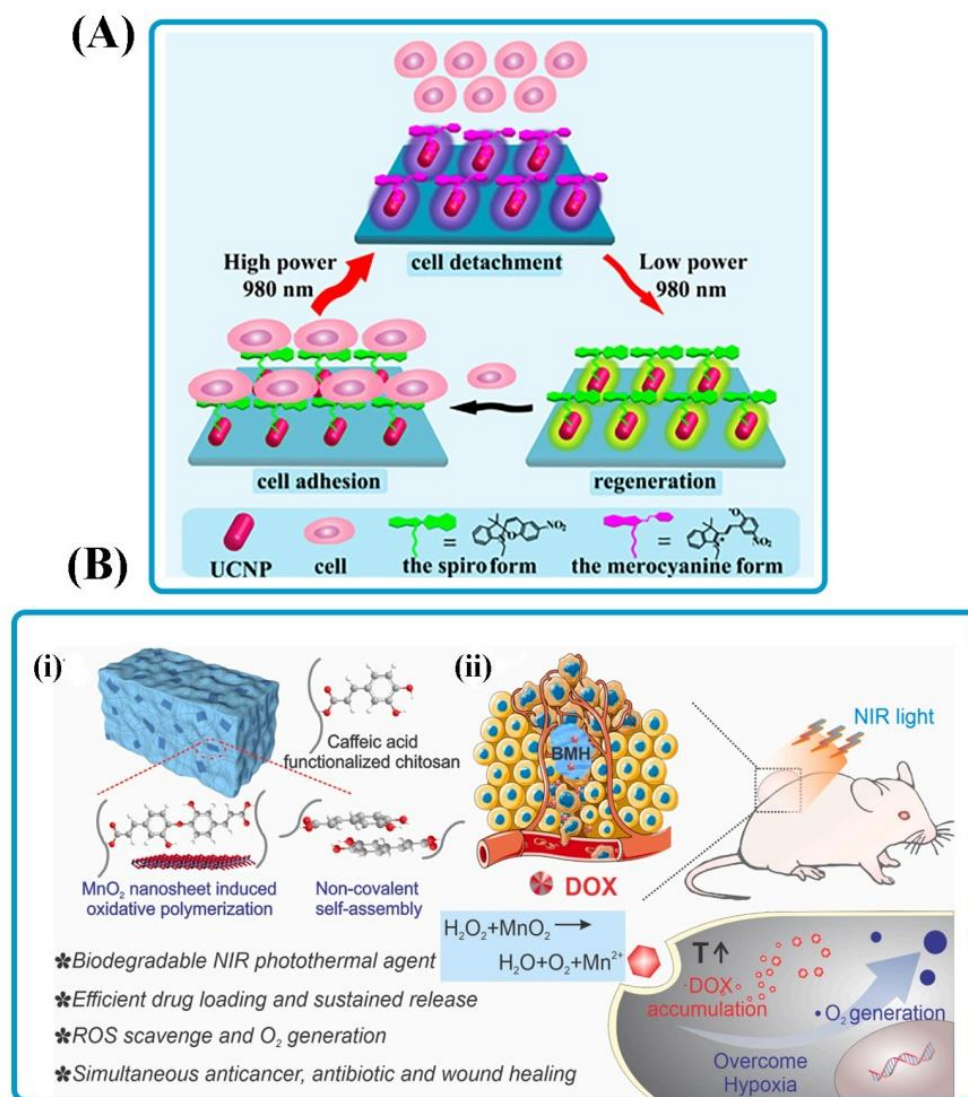 (A)
cell detachment
High power
980 nm
Low power
980 nm
cell adhesion
regeneration
UCNP
cell
=
NO₂
O
N
the spiro form
=
⁻O
N⁺
NO₂
the merocyanine form
(B)
(i)
Caffeic acid
functionalized chitosan
MnO₂ nanosheet induced
oxidative polymerization
Non-covalent
self-assembly
✽Biodegradable NIR photothermal agent
✽Efficient drug loading and sustained release
✽ROS scavenge and O₂ generation
✽Simultaneous anticancer, antibiotic and wound healing
(ii)
BMH
DOX
NIR light
H₂O₂+MnO₂ ⟶
H₂O+O₂+Mn²⁺
T↑
DOX
accumulation
O₂ generation
Overcome
Hypoxia